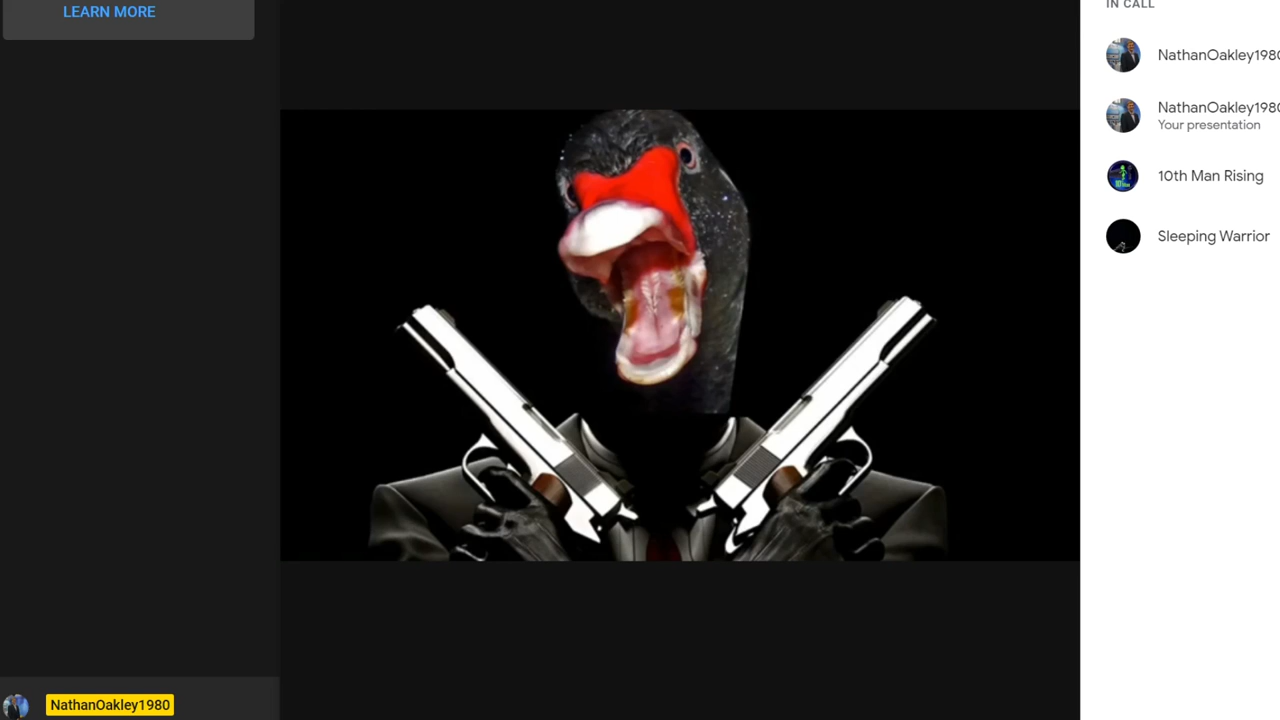 LEARN MORE
NathanOakley1980
IN CALL
NathanOakley1980
NathanOakley1980
Your presentation
10th Man Rising
Sleeping Warrior